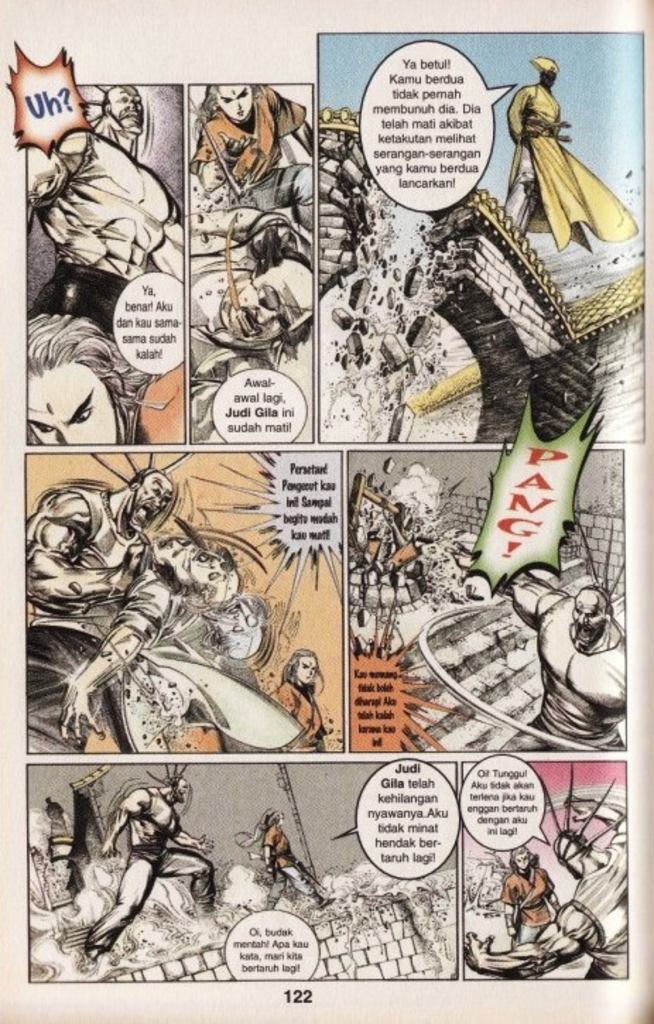 Uh?
Ya,
benar! Aku
dan kau sama-
sama sudah
kalah!
Awal-
awal lagi,
Judi Gila ini
sudah mati!
Ya betul!
Kamu berdua
tidak pernah
membunuh dia. Dia
telah mati akibat
ketakutan melihat
serangan-serangan
yang kamu berdua
lancarkan!
Persetan!
Pengecut kau
ini! Sampai
begitu mudah
kau mati!
PANG!
Kau memang
tidak boleh
diharap! Aku
telah kalah
kerana kau
ini!
Judi
Gila telah
kehilangan
nyawanya.Aku
tidak minat
hendak ber-
taruh lagi!
Oi, budak
mentah! Apa kau
kata, mari kita
bertaruh lagi!
Oi! Tunggu!
Aku tidak akan
terlena jika kau
enggan bertaruh
dengan aku
ini lagi!
122